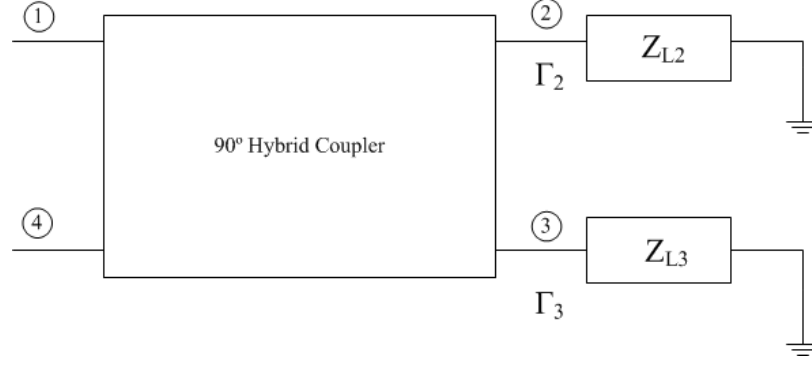 ① ②
Z_L2
Γ_2
90º Hybrid Coupler
④ ③
Z_L3
Γ_3